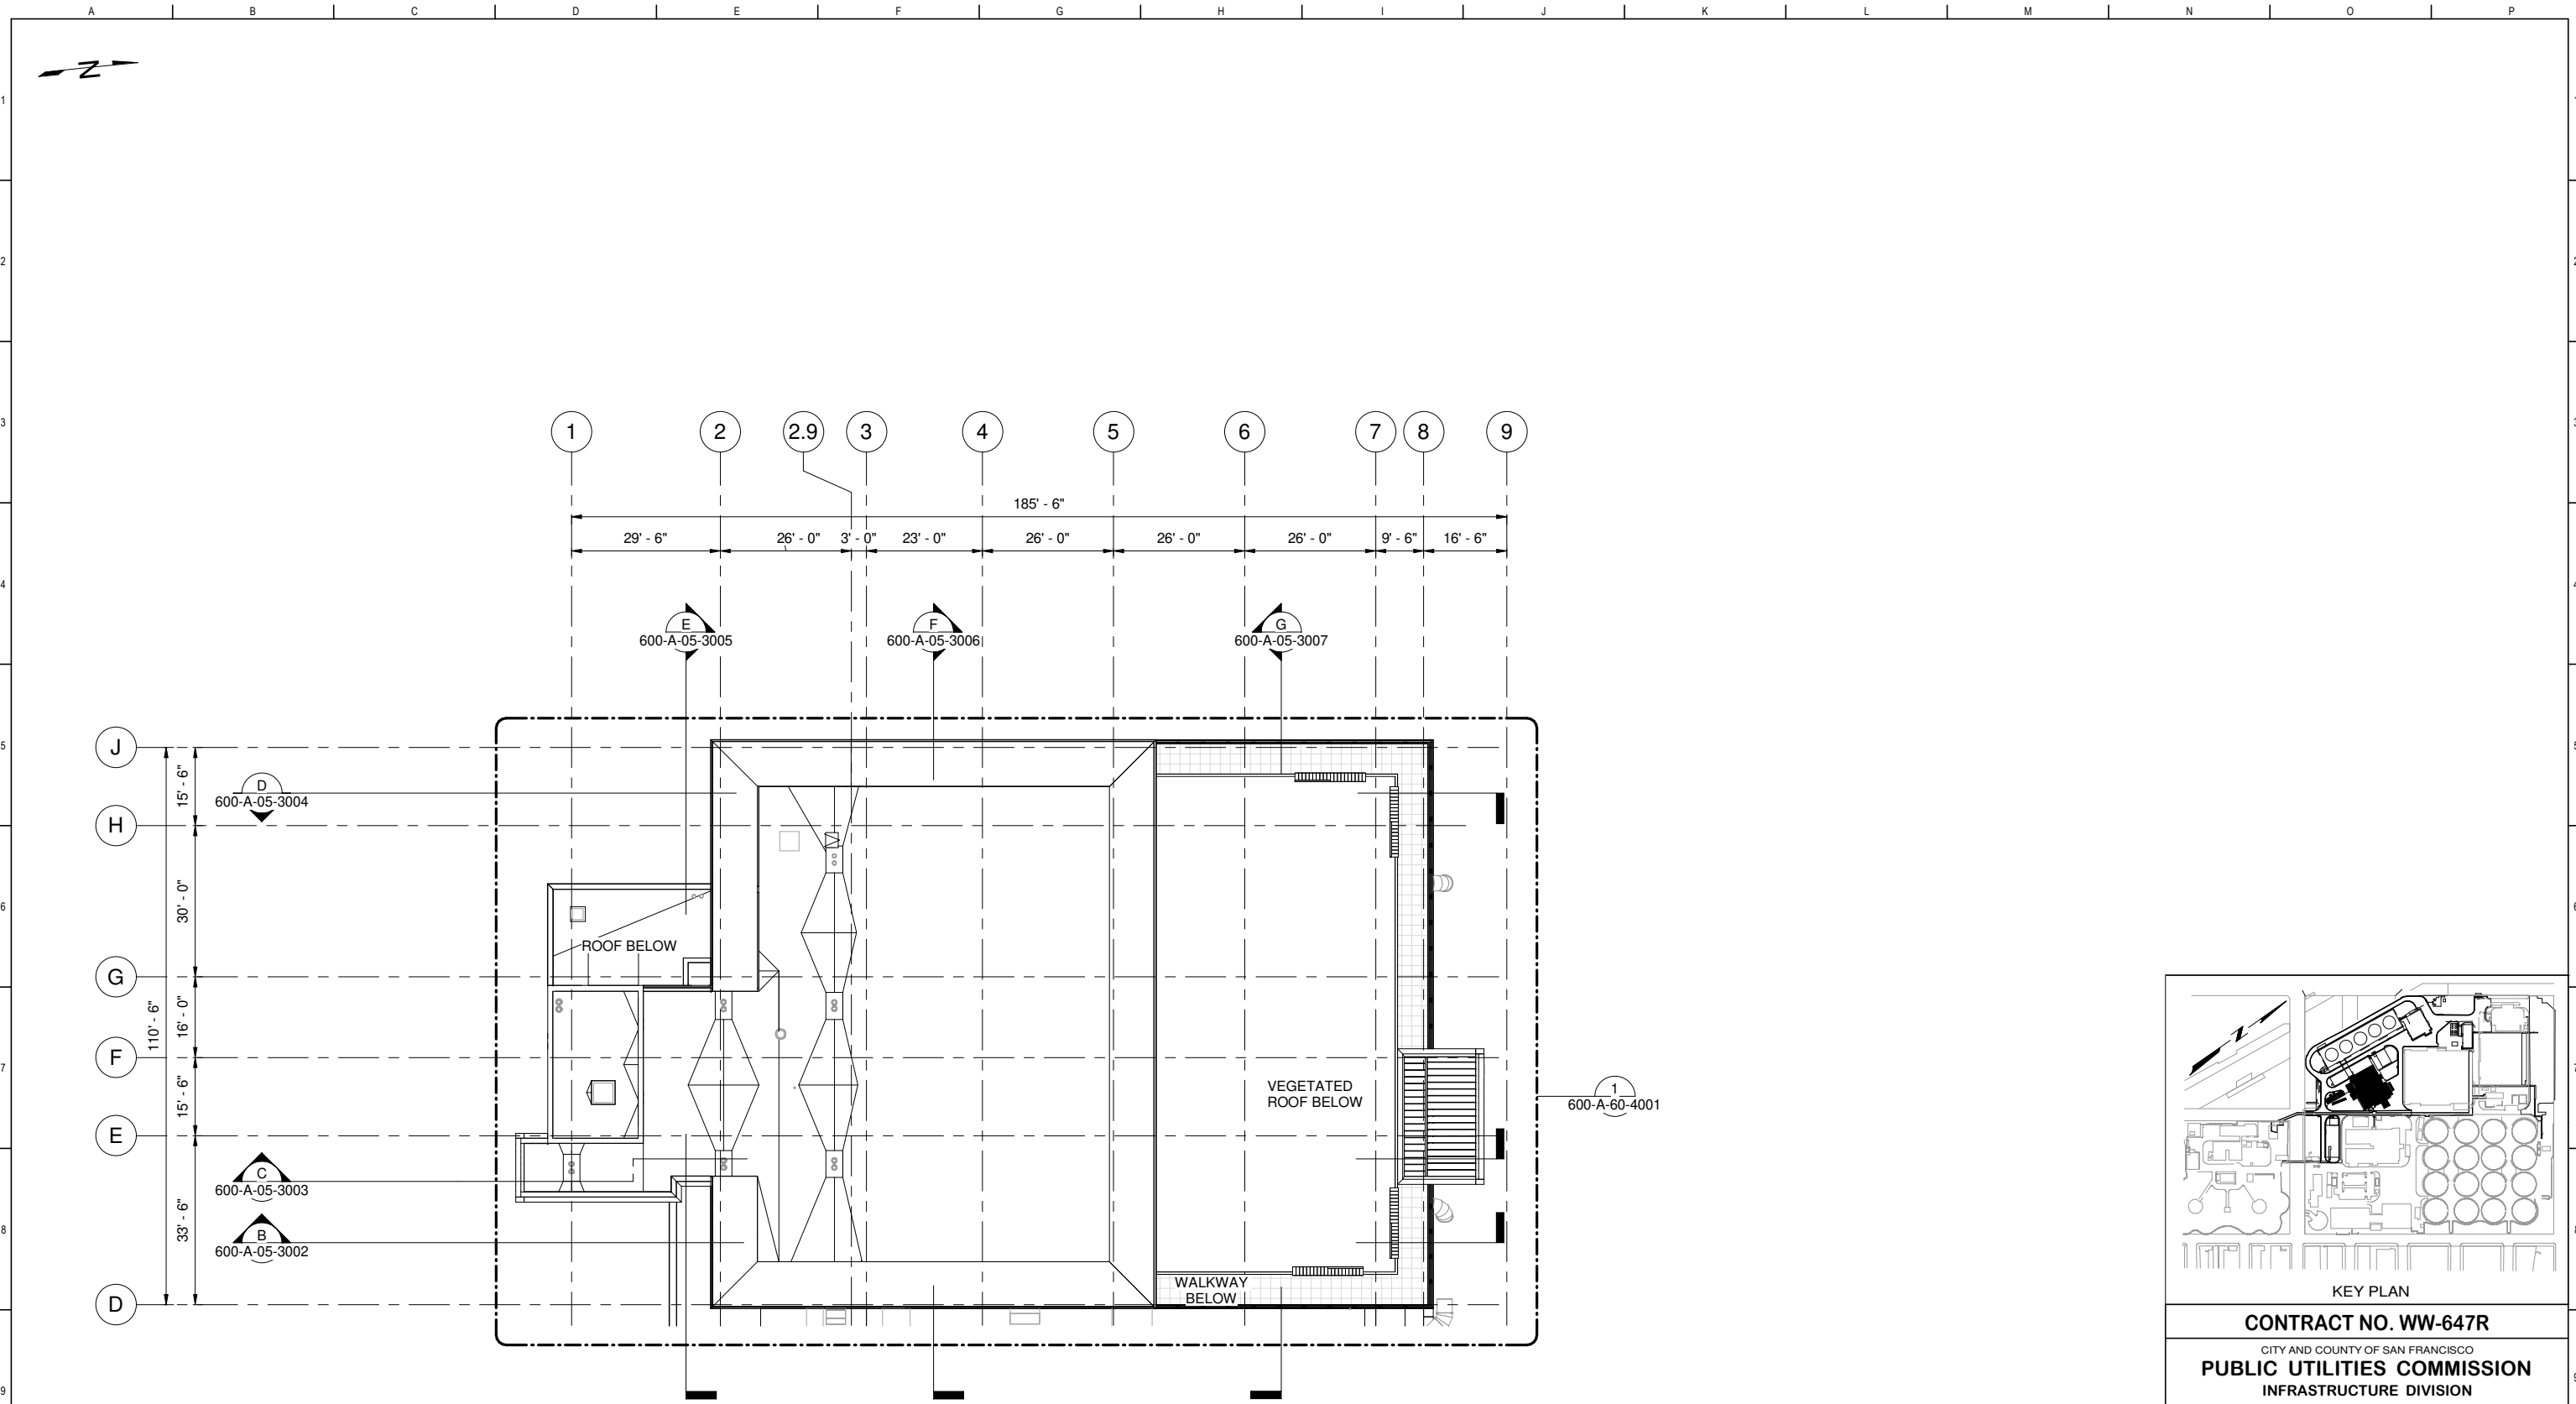 A B C D E F G H I J K L M N O P
N
1
2
3
4
5
6
7
8
9
1 2 2.9 3 4 5 6 7 8 9
185' - 6"
29' - 6" 26' - 0" 3' - 0" 23' - 0" 26' - 0" 26' - 0" 26' - 0" 9' - 6" 16' - 6"
E
600-A-05-3005
F
600-A-05-3006
G
600-A-05-3007
J
15' - 6"
D
600-A-05-3004
H
30' - 0"
ROOF BELOW
G
110' - 6"
16' - 0"
F
15' - 6"
VEGETATED
ROOF BELOW
1
600-A-60-4001
E
C
600-A-05-3003
33' - 6"
B
600-A-05-3002
WALKWAY
BELOW
D
N
KEY PLAN
CONTRACT NO. WW-647R
CITY AND COUNTY OF SAN FRANCISCO
PUBLIC UTILITIES COMMISSION
INFRASTRUCTURE DIVISION